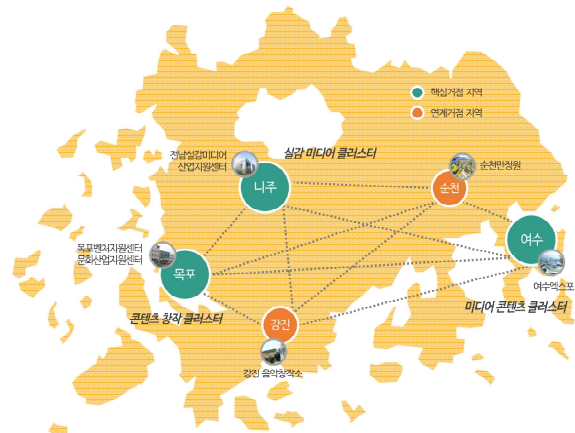 핵심거점 지역
연계거점 지역
전남실감미디어
산업지원센터
실감 미디어 클러스터
니주
순천만정원
순천
여수
목포벤처지원센터
문화산업지원센터
목포
여수엑스포
미디어 콘텐츠 클러스터
콘텐츠 창작 클러스터
강진
강진 음악창작소